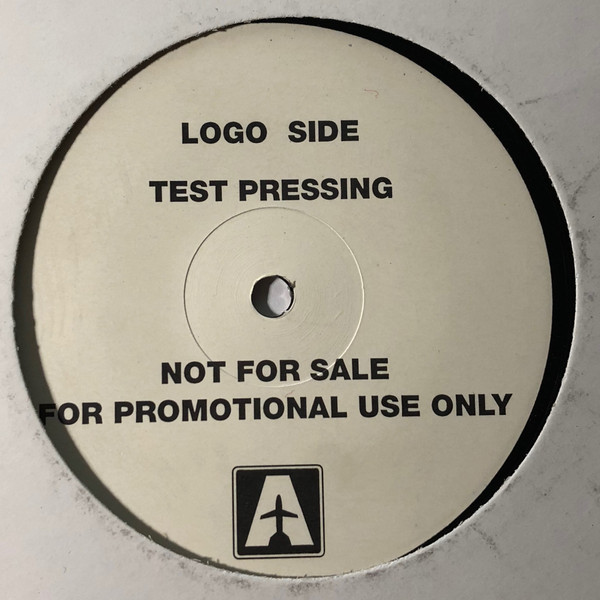 LOGO SIDE
TEST PRESSING
NOT FOR SALE
FOR PROMOTIONAL USE ONLY
A